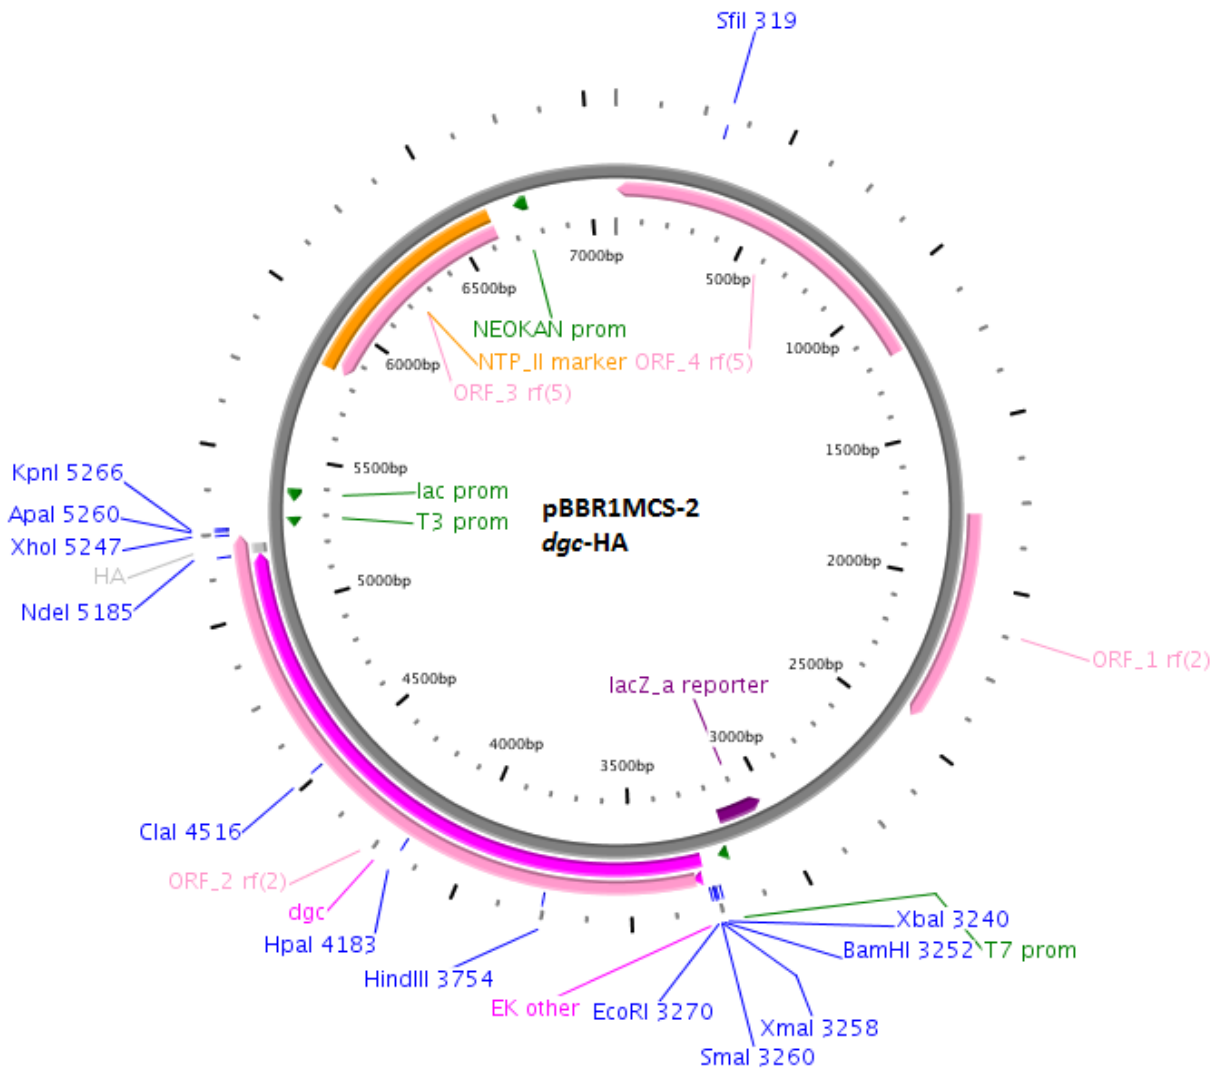 SfiI 319
7000bp
500bp
6500bp
NEOKAN prom
1000bp
6000bp
NTP_II marker
ORF_4 rf(5)
ORF_3 rf(5)
1500bp
KpnI 5266
5500bp
lac prom
ApaI 5260
T3 prom
pBBR1MCS-2
dgc-HA
XhoI 5247
HA
2000bp
5000bp
NdeI 5185
ORF_1 rf(2)
2500bp
4500bp
lacZ_a reporter
3000bp
4000bp
3500bp
ClaI 4516
ORF_2 rf(2)
dgc
HpaI 4183
XbaI 3240
BamHI 3252
T7 prom
HindIII 3754
EK other
EcoRI 3270
XmaI 3258
SmaI 3260